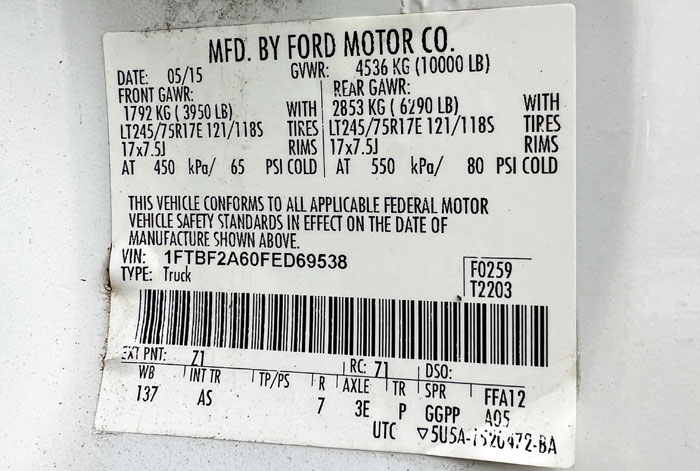 MFD. BY FORD MOTOR CO.
DATE: 05/15 GVWR: 4536 KG (10000 LB)
FRONT GAWR: REAR GAWR:
1792 KG ( 3950 LB) WITH 2853 KG ( 6290 LB) WITH
LT245/75R17E 121/118S TIRES LT245/75R17E 121/118S TIRES
17x7.5J RIMS 17x7.5J RIMS
AT 450 kPa/ 65 PSI COLD AT 550 kPa/ 80 PSI COLD
THIS VEHICLE CONFORMS TO ALL APPLICABLE FEDERAL MOTOR
VEHICLE SAFETY STANDARDS IN EFFECT ON THE DATE OF
MANUFACTURE SHOWN ABOVE.
VIN: 1FTBF2A60FED69538 F0259
TYPE: Truck T2203
EXT PNT: Z1 RC: 71 DSO:
WB INT TR TP/PS R AXLE TR SPR FFA12
137 AS 7 3E P GGPP A05
UTC ▽5U5A-1520472-BA